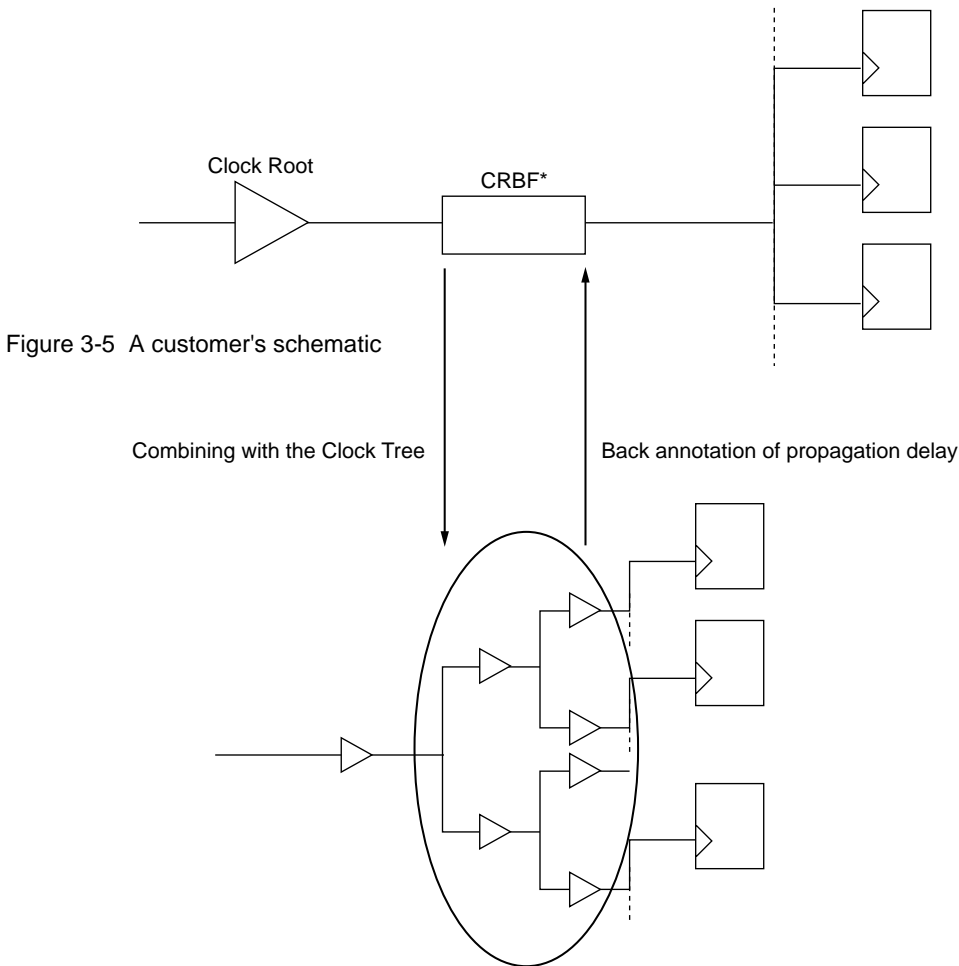 Clock Root
CRBF*
Figure 3-5 A customer's schematic
Combining with the Clock Tree
Back annotation of propagation delay